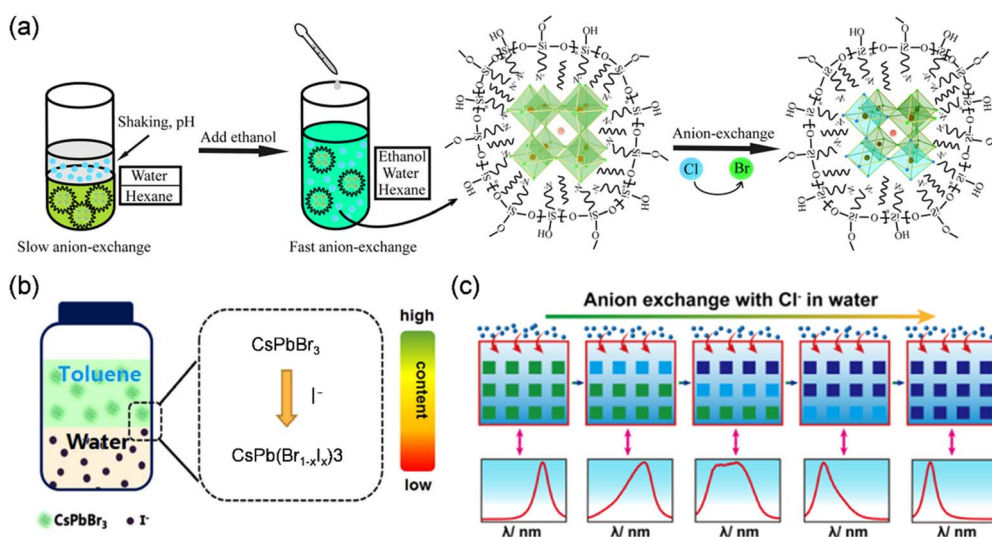 (a)
Shaking, pH
Water
Hexane
Slow anion-exchange
Add ethanol
Ethanol
Water
Hexane
Fast anion-exchange
Anion-exchange
Cl
Br
(b)
Toluene
Water
CsPbBr₃
I⁻
CsPbBr₃
I⁻
CsPb(Br₁₋ₓIₓ)3
high
content
low
(c)
Anion exchange with Cl⁻ in water
λ/ nm
λ/ nm
λ/ nm
λ/ nm
λ/ nm